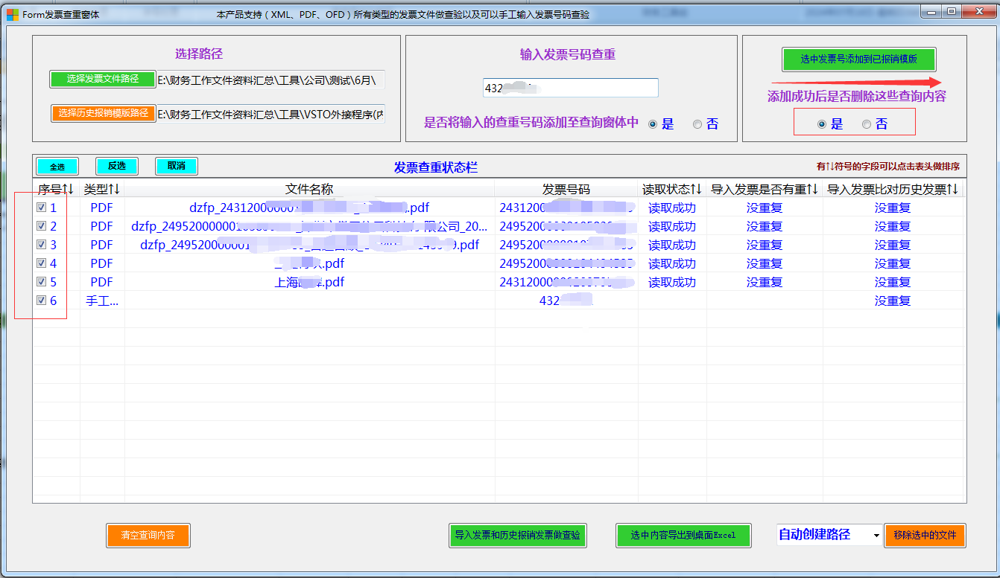 Form发票查重窗体
本产品支持（XML、PDF、OFD）所有类型的发票文件做查验以及可以手工输入发票号码查验
选择路径
选择发票文件路径 E:\财务工作文件资料汇总\工具\公司\测试\6月\
选择历史报销模版路径 E:\财务工作文件资料汇总\工具\VSTO外接程序(内
输入发票号码查重
432
是否将输入的查重号码添加至查询窗体中 是 否
选中发票号添加到已报销模版
添加成功后是否删除这些查询内容
是 否
全选 反选 取消 发票查重状态栏 有⇅符号的字段可以点击表头做排序
序号⇅ 类型⇅ 文件名称 发票号码 读取状态⇅ 导入发票是否有重⇅ 导入发票比对历史发票⇅
1 PDF dzfp_2431200000 .pdf 2431200 读取成功 没重复 没重复
2 PDF dzfp_24952000000 限公司_20... 2495200 读取成功 没重复 没重复
3 PDF dzfp_24952000000 .pdf 2495200 读取成功 没重复 没重复
4 PDF .pdf 2495200 读取成功 没重复 没重复
5 PDF 上海 .pdf 2431200 读取成功 没重复 没重复
6 手工... 432 没重复
清空查询内容 导入发票和历史报销发票做查验 选中内容导出到桌面Excel 自动创建路径 移除选中的文件